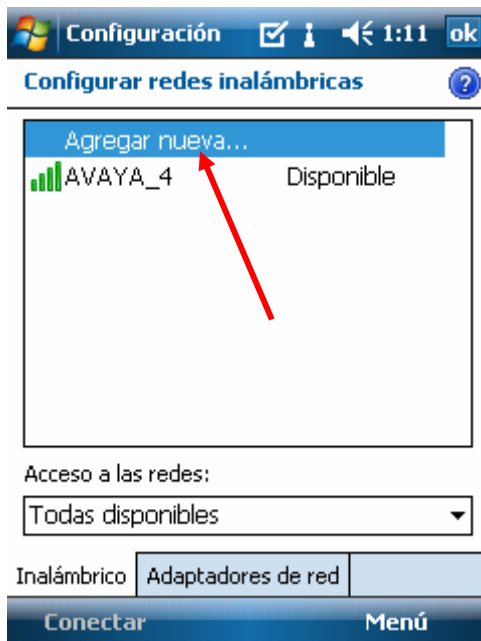 Configuración 1:11 ok
Configurar redes inalámbricas ?
Agregar nueva...
AVAYA_4 Disponible
Acceso a las redes:
Todas disponibles
Inalámbrico Adaptadores de red
Conectar Menú